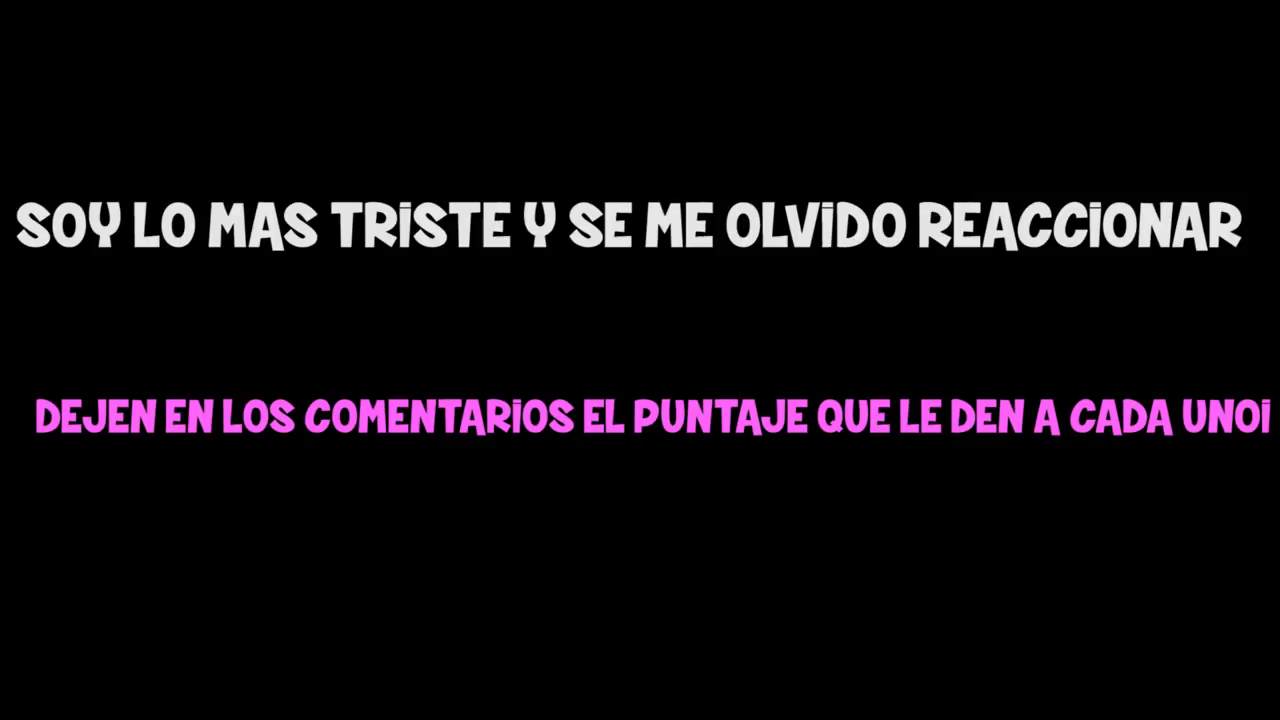 SOY LO MAS TRiSTE Y SE ME OLViDO REACCiONAR
DEJEN EN LOS COMENTARiOS EL PUNTAJE QUE LE DEN A CADA UNOi